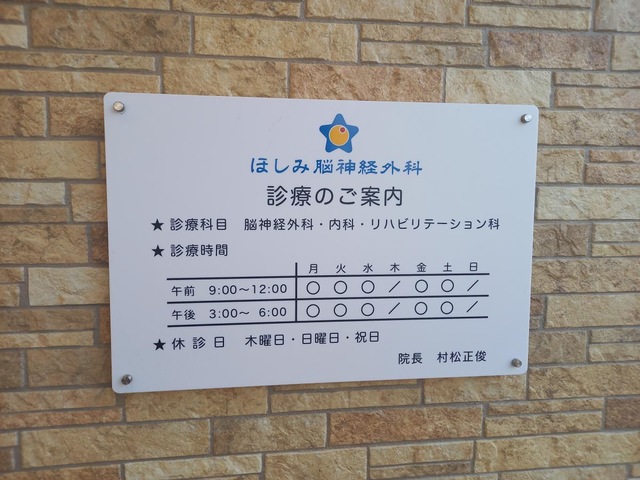 ほしみ脳神経外科
診療のご案内
★ 診療科目　脳神経外科・内科・リハビリテーション科
★ 診療時間
月 火 水 木 金 土 日
午前 9:00〜12:00 ○ ○ ○ / ○ ○ /
午後 3:00〜 6:00 ○ ○ ○ / ○ ○ /
★ 休 診 日　木曜日・日曜日・祝日
院長　村松正俊